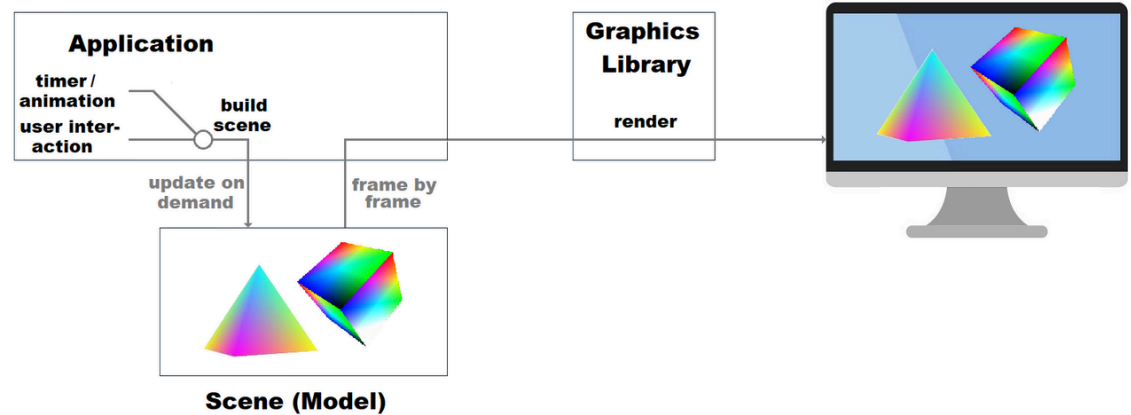 Application
timer /
animation
user inter-
action
build
scene
update on
demand
frame by
frame
Graphics
Library
render
Scene (Model)